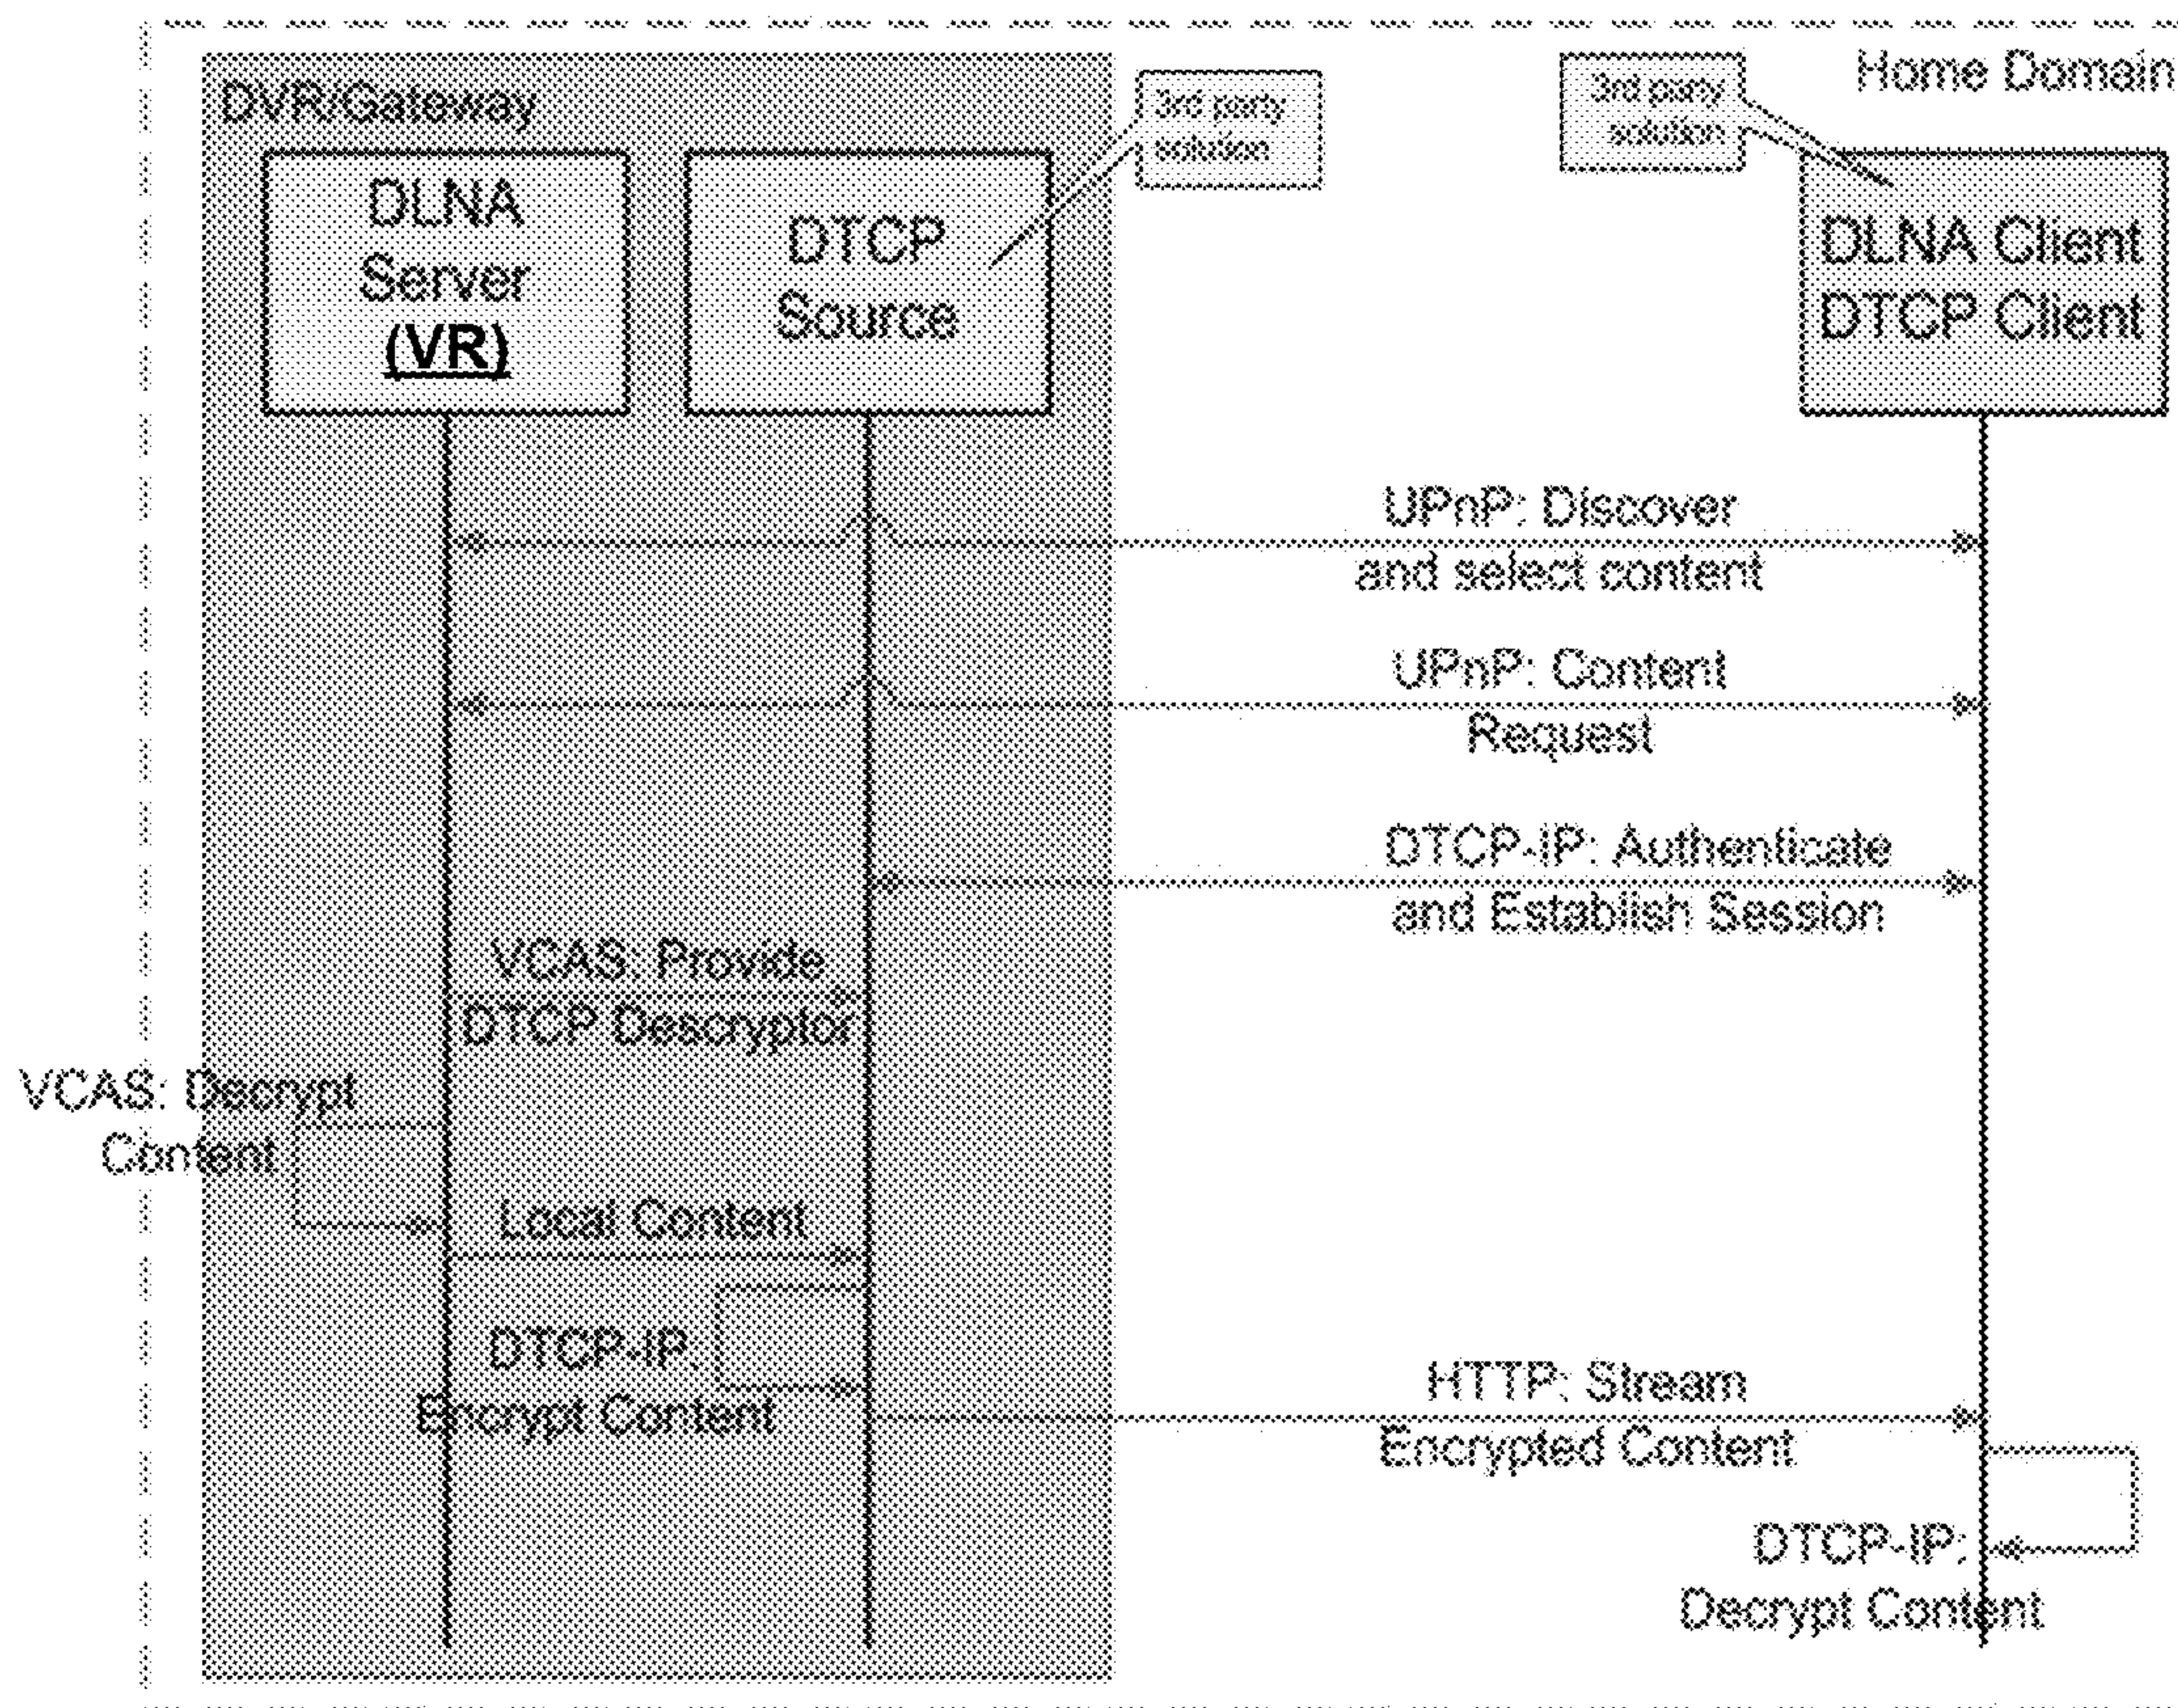 Home Domain
DVR/Gateway
3rd party
solution
3rd party
solution
DLNA
Server
(VR)
DTCP
Source
DLNA Client
DTCP Client
UPnP: Discover
and select content
UPnP: Content
Request
DTCP-IP: Authenticate
and Establish Session
VCAS: Provide
DTCP Descryptor
VCAS: Decrypt
Content
Local Content
DTCP-IP:
Encrypt Content
HTTP: Stream
Encrypted Content
DTCP-IP:
Decrypt Content